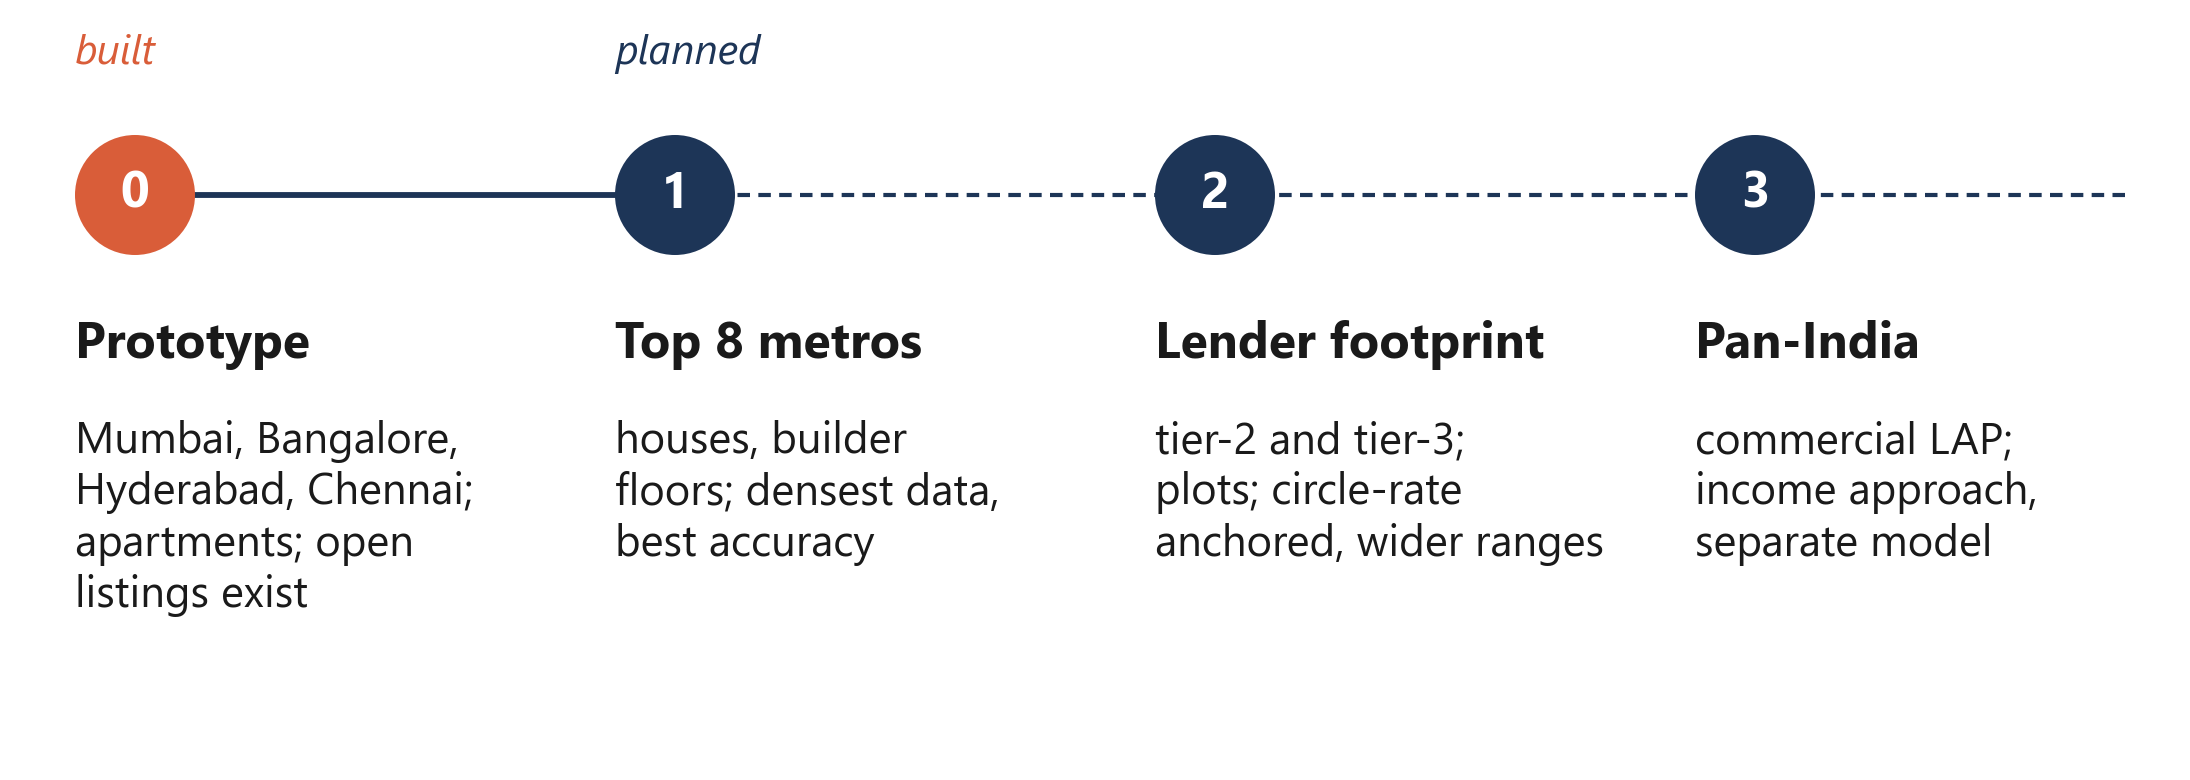 built
planned
0
1
2
3
Prototype
Mumbai, Bangalore,
Hyderabad, Chennai;
apartments; open
listings exist
Top 8 metros
houses, builder
floors; densest data,
best accuracy
Lender footprint
tier-2 and tier-3;
plots; circle-rate
anchored, wider ranges
Pan-India
commercial LAP;
income approach,
separate model